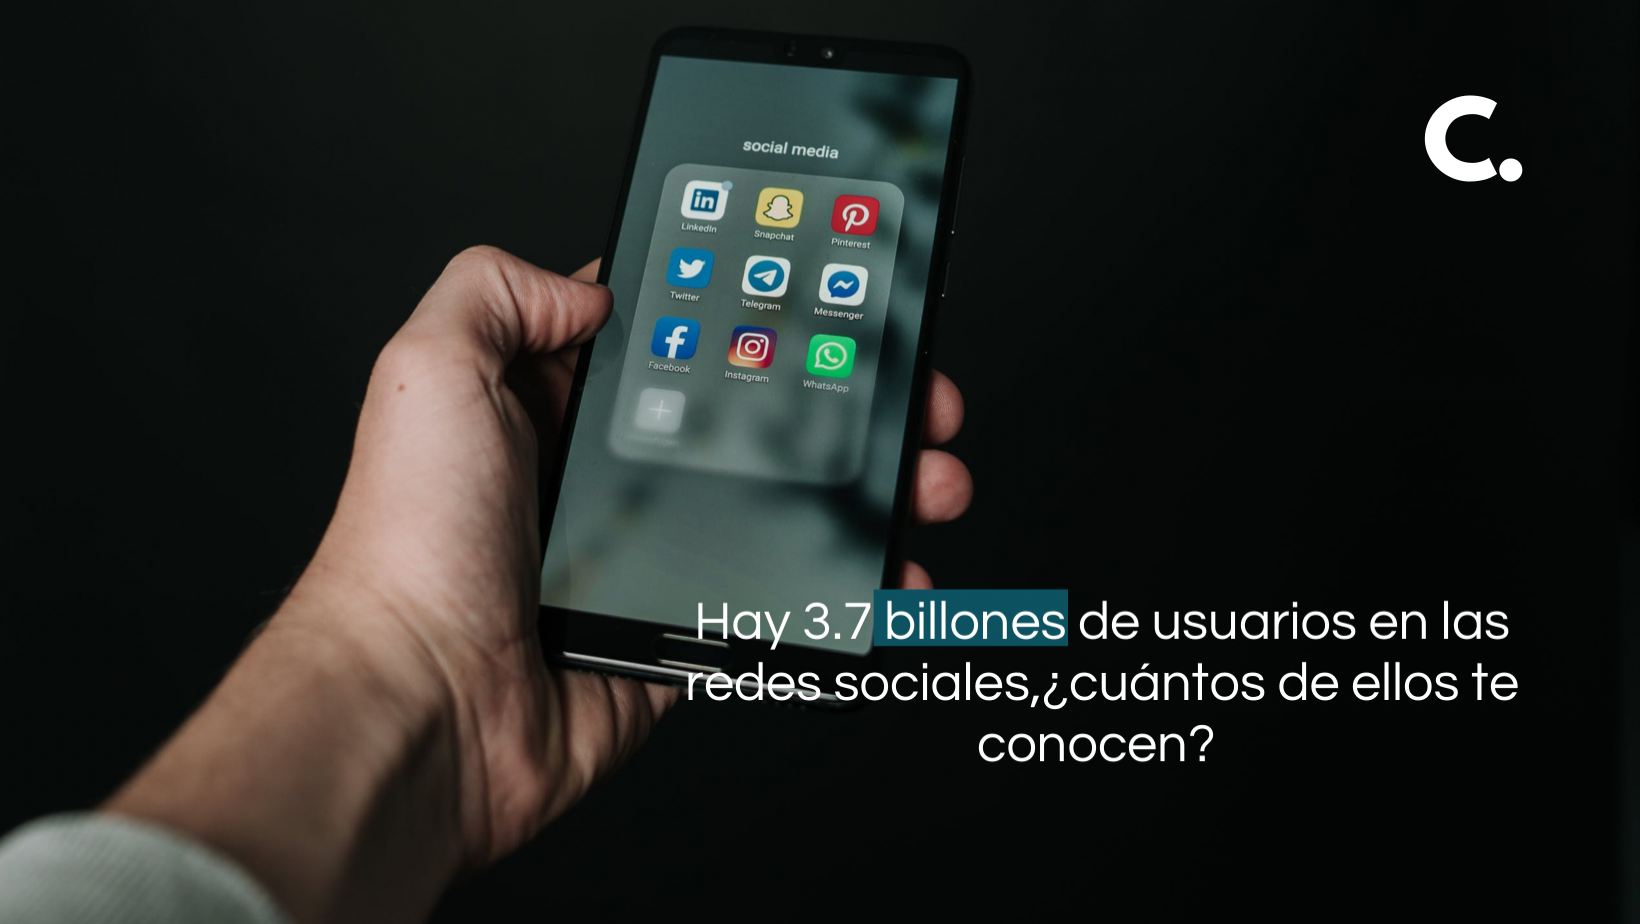 C.
social media
in
LinkedIn Snapchat Pinterest
Twitter Telegram Messenger
Facebook Instagram WhatsApp
Hay 3.7 billones de usuarios en las
redes sociales,¿cuántos de ellos te
conocen?